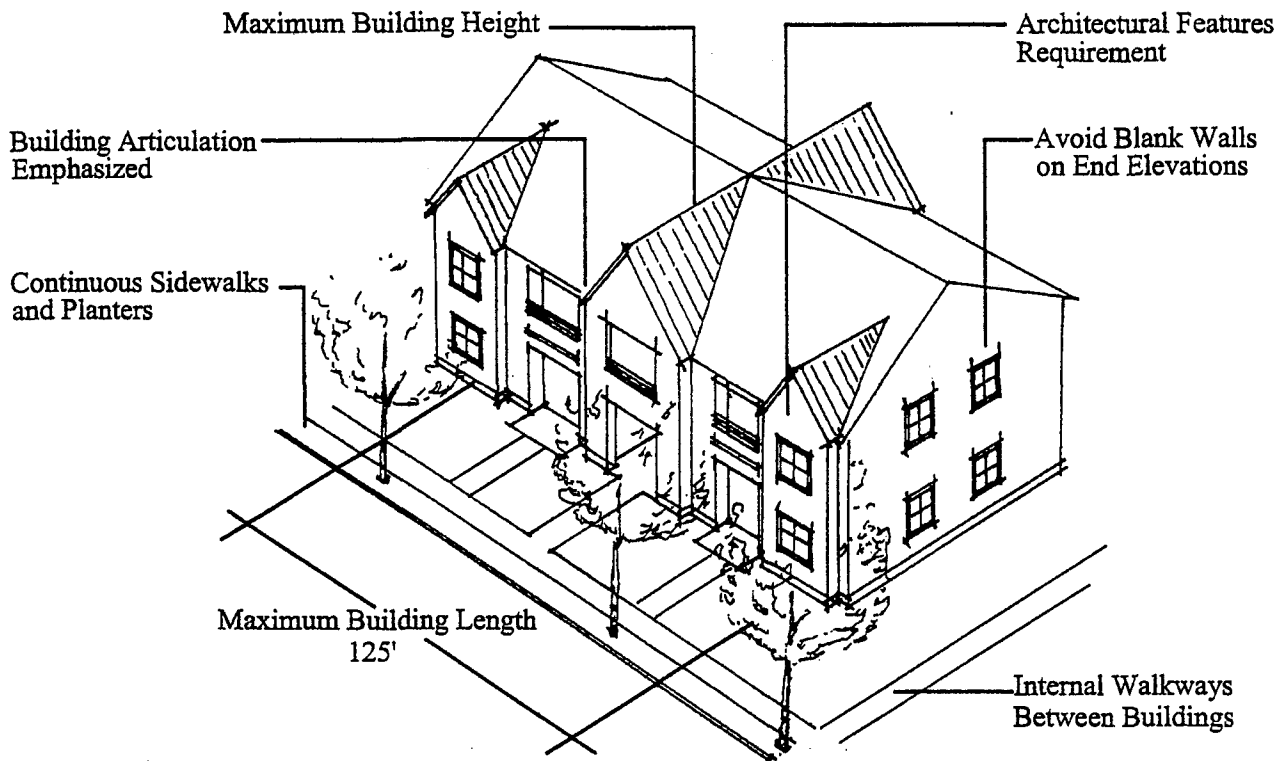 Maximum Building Height
Architectural Features
Requirement
Building Articulation
Emphasized
Avoid Blank Walls
on End Elevations
Continuous Sidewalks
and Planters
Maximum Building Length
125'
Internal Walkways
Between Buildings